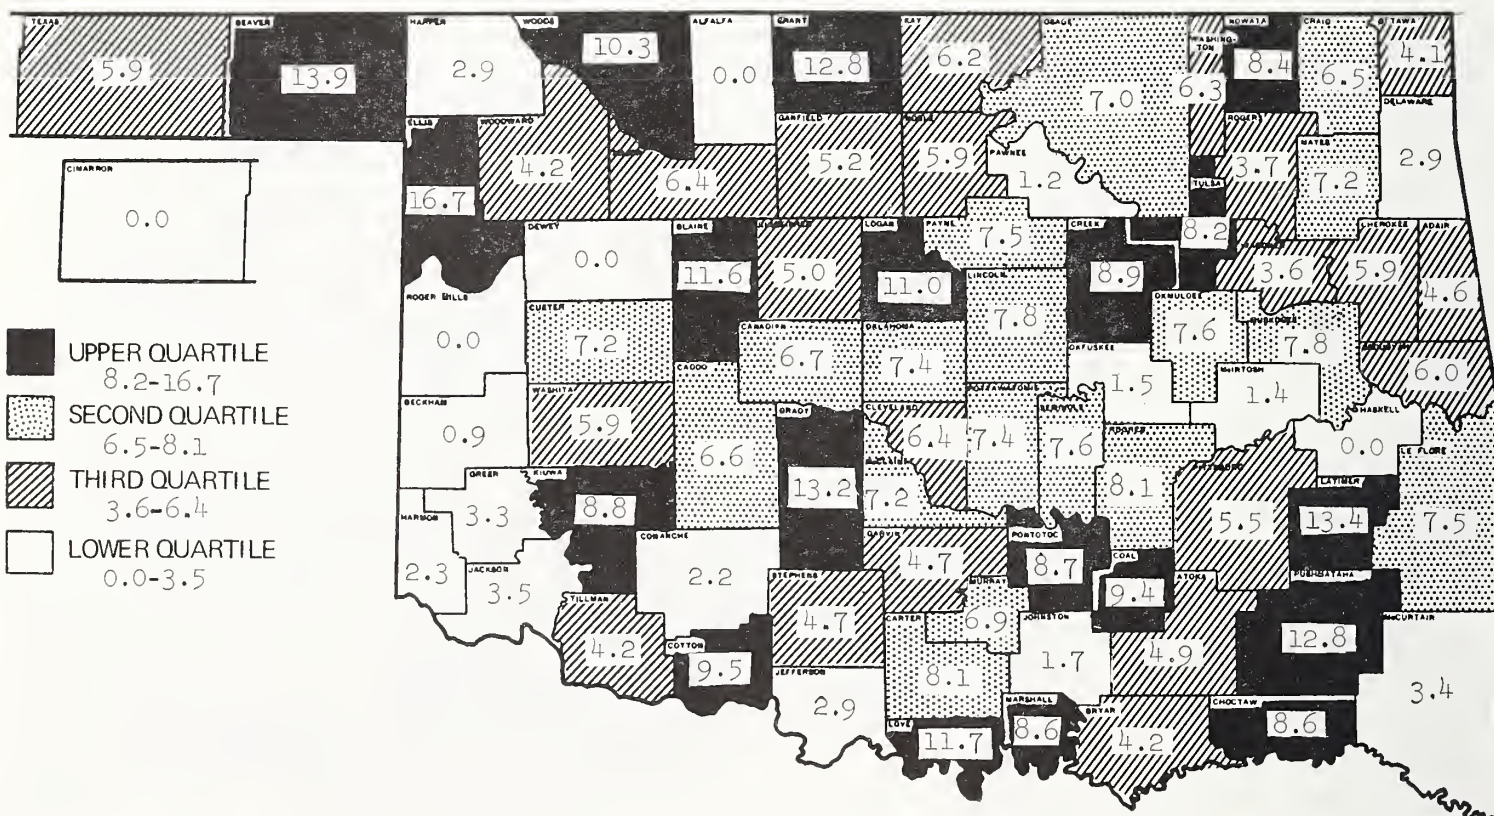 TEXAS BEAVER HARPER WOODS ALFALFA GRANT KAY OSAGE NOWATA CRAIG OTTAWA
WASHING-
TON
10.3 6.2 4.1
5.9 13.9 2.9 0.0 12.8 8.4 6.5
6.3 7.0
DELAWARE
ELLIS WOODWARD GARFIELD NOBLE ROGERS
PAWNEE MAYES
4.2 5.2 5.9 3.7 2.9
CIMARRON
6.4 1.2 7.2
TULSA
16.7
0.0
DEWEY BLAINE LOGAN PAYNE CREEK CHEROKEE ADAIR
7.5 8.2
0.0 11.6 5.0 11.0 8.9 3.6 5.9
LINCOLN
ROGER MILLS OKMULGEE 4.6
CUSTER 7.8 MUSKOGEE
CANADIAN OKLAHOMA
0.0 7.2 6.7 7.4 7.6 7.8
OKFUSKEE
UPPER QUARTILE
8.2-16.7
CADDO McINTOSH
WASHITA 1.5 6.0
POTTAWATOMIE 1.4
BECKHAM GRADY CLEVELAND SEMINOLE HASKELL
SECOND QUARTILE
6.5-8.1
0.9 5.9 6.4 7.4 7.6 0.0
6.6 LE FLORE
GREER KIOWA PITTSBURG
THIRD QUARTILE
3.6-6.4
LATIMER
13.2 7.2 8.1
HARMON 3.3 8.8 5.5 13.4 7.5
COMANCHE GARVIN PONTOTOC
LOWER QUARTILE
0.0-3.5
COAL
2.3 JACKSON 2.2 4.7 8.7
STEPHENS MURRAY ATOKA PUSHMATAHA
3.5 9.4
TILLMAN CARTER JOHNSTON McCURTAIN
4.7 6.9
COTTON 12.8
4.2 9.5 JEFFERSON 8.1 1.7 4.9
3.4
2.9 MARSHALL BRYAN CHOCTAW
LOVE 11.7 8.6 4.2 8.6